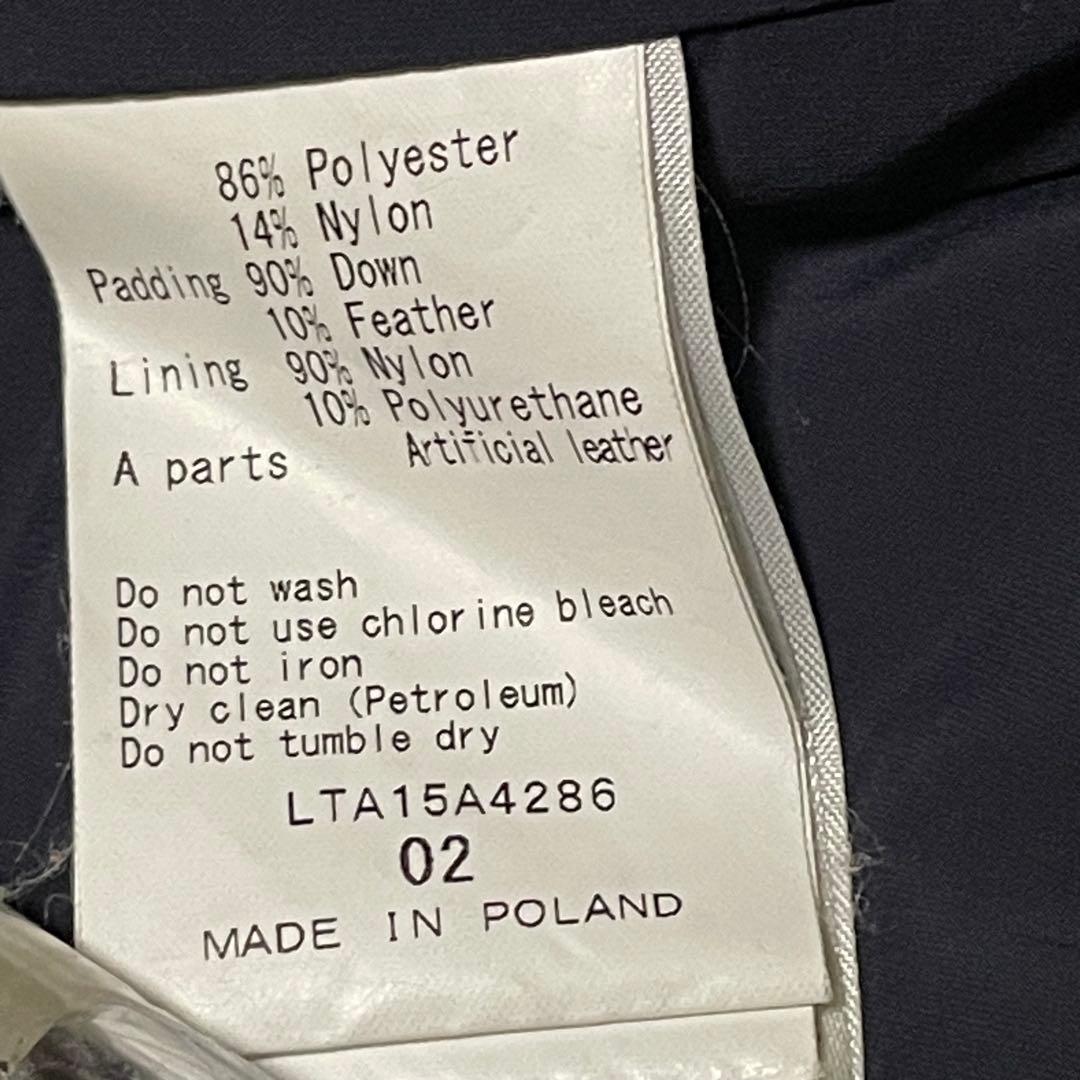 86% Polyester
14% Nylon
Padding 90% Down
10% Feather
Lining 90% Nylon
10% Polyurethane
A parts Artificial leather
Do not wash
Do not use chlorine bleach
Do not iron
Dry clean (Petroleum)
Do not tumble dry
LTA15A4286
02
MADE IN POLAND